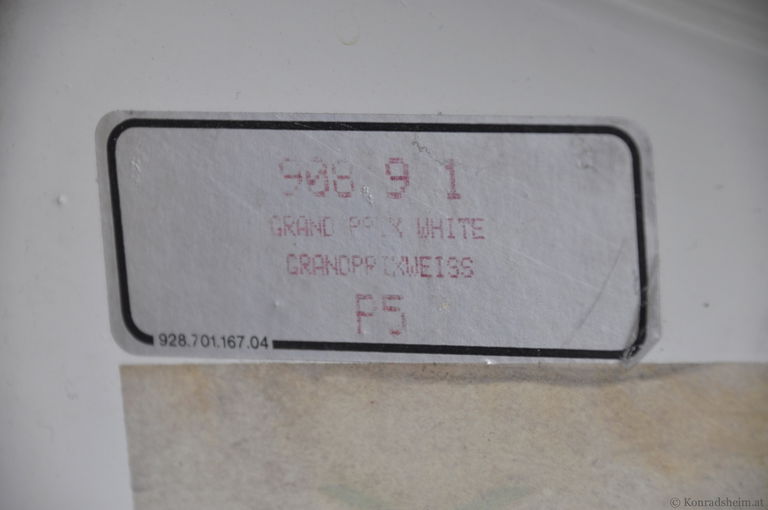 908 9 1
GRAND PRIX WHITE
GRANDPRIXWEISS
P5
928.701.167.04
© Konradsheim.at